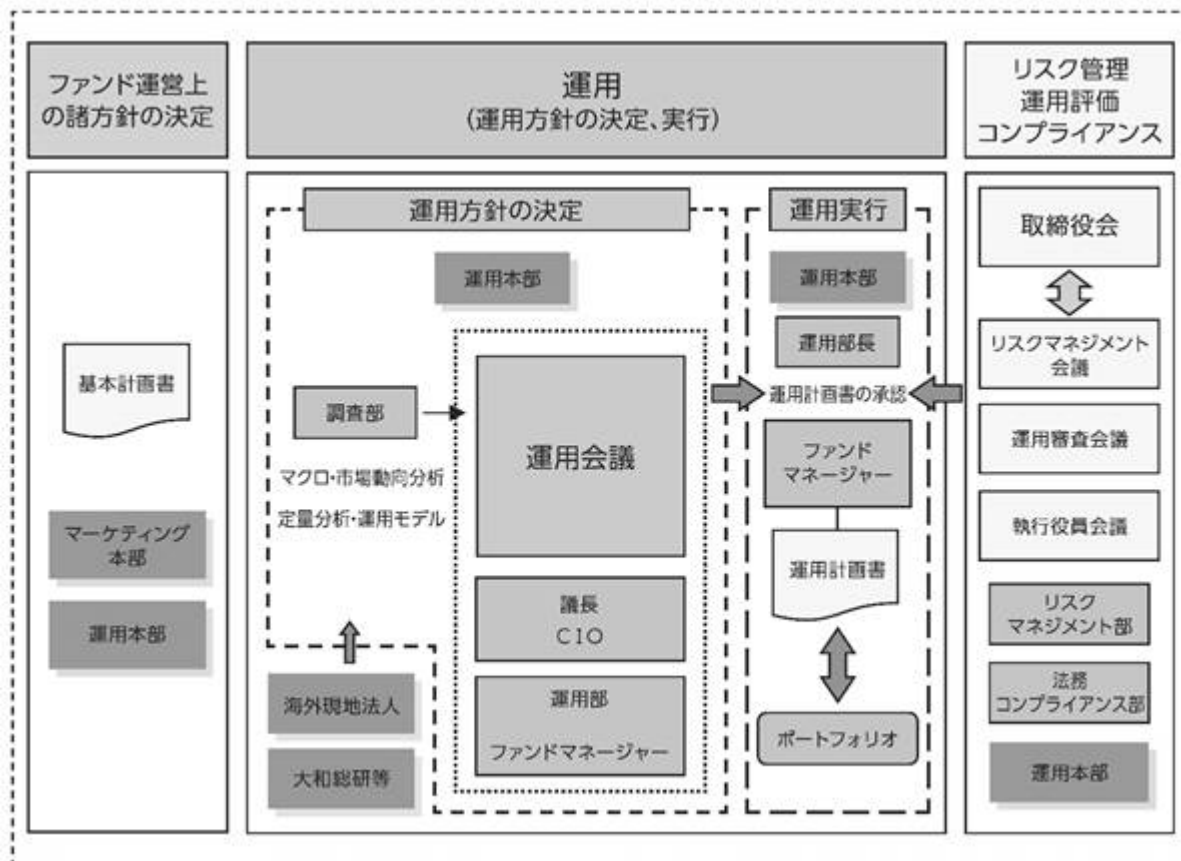 ファンド運営上
の諸方針の決定
運用
(運用方針の決定、実行)
リスク管理
運用評価
コンプライアンス
基本計画書
マーケティング
本部
運用本部
運用方針の決定
運用本部
調査部
マクロ・市場動向分析
定量分析・運用モデル
海外現地法人
大和総研等
運用会議
議長
CIO
運用部
ファンドマネージャー
運用実行
運用本部
運用部長
運用計画書の承認
ファンド
マネージャー
運用計画書
ポートフォリオ
取締役会
リスクマネジメント
会議
運用審査会議
執行役員会議
リスク
マネジメント部
法務
コンプライアンス部
運用本部